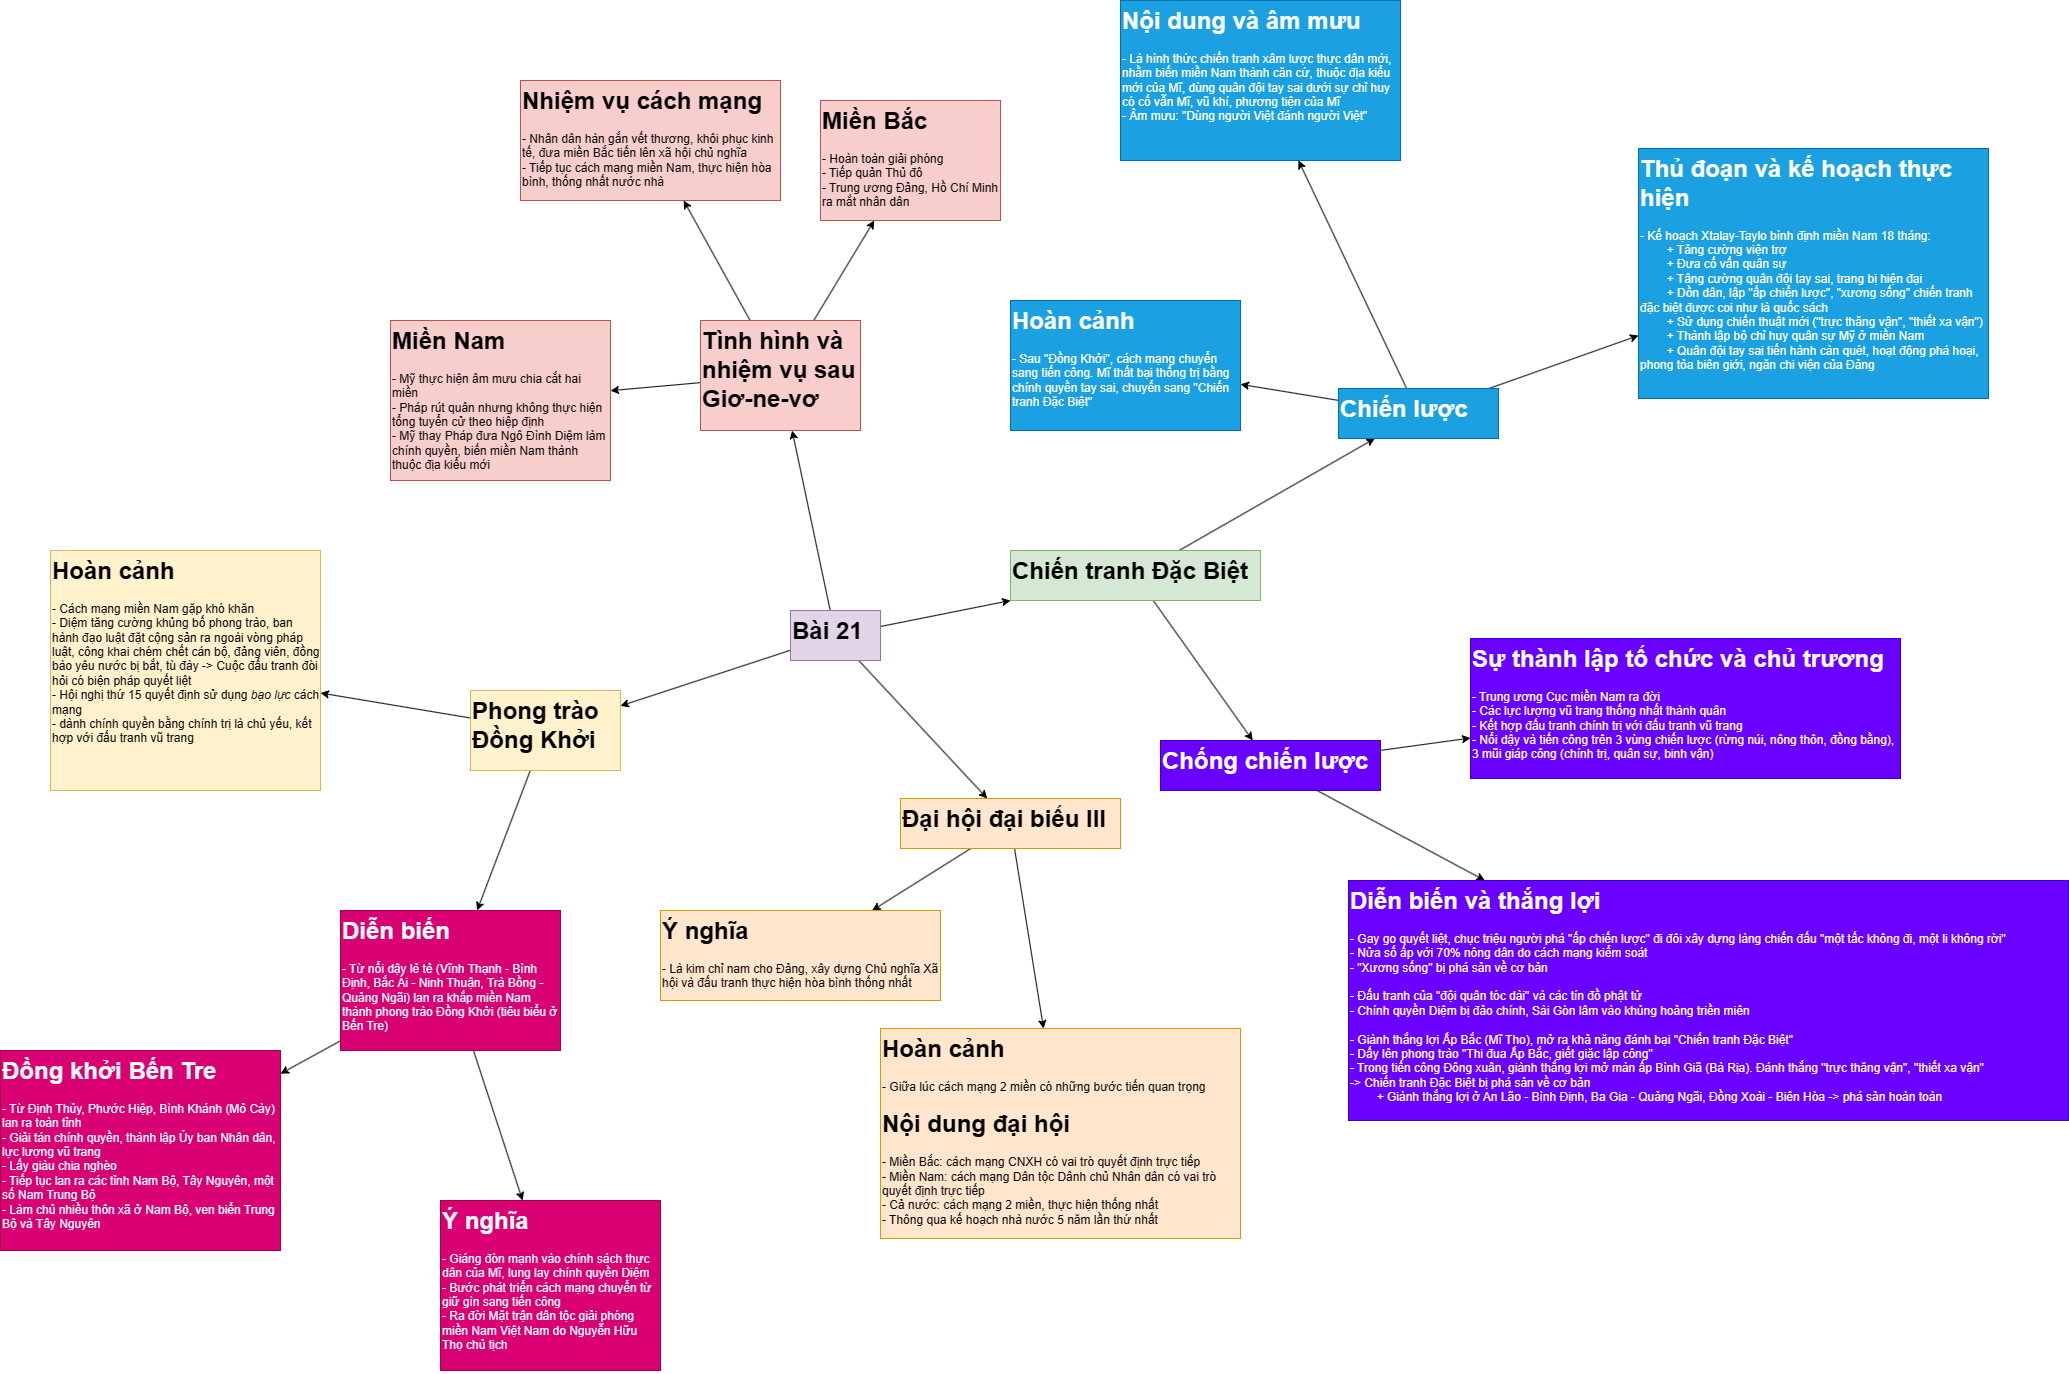 Nội dung và âm mưu
- Là hình thức chiến tranh xâm lược thực dân mới,
nhằm biến miền Nam thành căn cứ, thuộc địa kiểu
mới của Mĩ, dùng quân đội tay sai dưới sự chỉ huy
có cố vấn Mĩ, vũ khí, phương tiện của Mĩ
- Âm mưu: "Dùng người Việt đánh người Việt"
Nhiệm vụ cách mạng
- Nhân dân hàn gắn vết thương, khôi phục kinh
tế, đưa miền Bắc tiến lên xã hội chủ nghĩa
- Tiếp tục cách mạng miền Nam, thực hiện hòa
bình, thống nhất nước nhà
Miền Bắc
- Hoàn toàn giải phóng
- Tiếp quản Thủ đô
- Trung ương Đảng, Hồ Chí Minh
ra mắt nhân dân
Thủ đoạn và kế hoạch thực
hiện
- Kế hoạch Xtalay-Taylo bình định miền Nam 18 tháng:
+ Tăng cường viện trợ
+ Đưa cố vấn quân sự
+ Tăng cường quân đội tay sai, trang bị hiện đại
+ Dồn dân, lập "ấp chiến lược", "xương sống" chiến tranh
đặc biệt được coi như là quốc sách
+ Sử dụng chiến thuật mới ("trực thăng vận", "thiết xa vận")
+ Thành lập bộ chỉ huy quân sự Mỹ ở miền Nam
+ Quân đội tay sai tiến hành càn quét, hoạt động phá hoại,
phong tỏa biên giới, ngăn chi viện của Đảng
Hoàn cảnh
- Sau "Đồng Khởi", cách mạng chuyển
sang tiến công. Mĩ thất bại thống trị bằng
chính quyền tay sai, chuyển sang "Chiến
tranh Đặc Biệt"
Miền Nam
- Mỹ thực hiện âm mưu chia cắt hai
miền
- Pháp rút quân nhưng không thực hiện
tổng tuyển cử theo hiệp định
- Mỹ thay Pháp đưa Ngô Đình Diệm làm
chính quyền, biến miền Nam thành
thuộc địa kiểu mới
Tình hình và
nhiệm vụ sau
Giơ-ne-vơ
Chiến lược
Hoàn cảnh
- Cách mạng miền Nam gặp khó khăn
- Diệm tăng cường khủng bố phong trào, ban
hành đạo luật đặt cộng sản ra ngoài vòng pháp
luật, công khai chém chết cán bộ, đảng viên, đồng
bào yêu nước bị bắt, tù đày -> Cuộc đấu tranh đòi
hỏi có biện pháp quyết liệt
- Hội nghị thứ 15 quyết định sử dụng bạo lực cách
mạng
- dành chính quyền bằng chính trị là chủ yếu, kết
hợp với đấu tranh vũ trang
Chiến tranh Đặc Biệt
Bài 21
Phong trào
Đồng Khởi
Sự thành lập tổ chức và chủ trương
- Trung ương Cục miền Nam ra đời
- Các lực lượng vũ trang thống nhất thành quân
- Kết hợp đấu tranh chính trị với đấu tranh vũ trang
- Nổi dậy và tiến công trên 3 vùng chiến lược (rừng núi, nông thôn, đồng bằng),
3 mũi giáp công (chính trị, quân sự, binh vận)
Chống chiến lược
Đại hội đại biểu III
Diễn biến và thắng lợi
- Gay go quyết liệt, chục triệu người phá "ấp chiến lược" đi đôi xây dựng làng chiến đấu "một tấc không đi, một li không rời"
- Nửa số ấp với 70% nông dân do cách mạng kiểm soát
- "Xương sống" bị phá sản về cơ bản
- Đấu tranh của "đội quân tóc dài" và các tín đồ phật tử
- Chính quyền Diệm bị đảo chính, Sài Gòn lâm vào khủng hoảng triền miên
- Giành thắng lợi Ấp Bắc (Mĩ Tho), mở ra khả năng đánh bại "Chiến tranh Đặc Biệt"
- Dấy lên phong trào "Thi đua Ấp Bắc, giết giặc lập công"
- Trong tiến công Đông xuân, giành thắng lợi mở màn ấp Bình Giã (Bà Rịa). Đánh thắng "trực thăng vận", "thiết xa vận"
-> Chiến tranh Đặc Biệt bị phá sản về cơ bản
+ Giành thắng lợi ở An Lão - Bình Định, Ba Gia - Quảng Ngãi, Đồng Xoài - Biên Hòa -> phá sản hoàn toàn
Diễn biến
- Từ nổi dậy lẻ tẻ (Vĩnh Thạnh - Bình
Định, Bắc Ái - Ninh Thuận, Trà Bồng -
Quảng Ngãi) lan ra khắp miền Nam
thành phong trào Đồng Khởi (tiêu biểu ở
Bến Tre)
Ý nghĩa
- Là kim chỉ nam cho Đảng, xây dựng Chủ nghĩa Xã
hội và đấu tranh thực hiện hòa bình thống nhất
Hoàn cảnh
- Giữa lúc cách mạng 2 miền có những bước tiến quan trọng
Nội dung đại hội
- Miền Bắc: cách mạng CNXH có vai trò quyết định trực tiếp
- Miền Nam: cách mạng Dân tộc Dânh chủ Nhân dân có vai trò
quyết định trực tiếp
- Cả nước: cách mạng 2 miền, thực hiện thống nhất
- Thông qua kế hoạch nhà nước 5 năm lần thứ nhất
Đồng khởi Bến Tre
- Từ Định Thủy, Phước Hiệp, Bình Khánh (Mỏ Cày)
lan ra toàn tỉnh
- Giải tán chính quyền, thành lập Ủy ban Nhân dân,
lực lượng vũ trang
- Lấy giàu chia nghèo
- Tiếp tục lan ra các tỉnh Nam Bộ, Tây Nguyên, một
số Nam Trung Bộ
- Làm chủ nhiều thôn xã ở Nam Bộ, ven biển Trung
Bộ và Tây Nguyên
Ý nghĩa
- Giáng đòn mạnh vào chính sách thực
dân của Mĩ, lung lay chính quyền Diệm
- Bước phát triển cách mạng chuyển từ
giữ gìn sang tiến công
- Ra đời Mặt trận dân tộc giải phóng
miền Nam Việt Nam do Nguyễn Hữu
Thọ chủ tịch